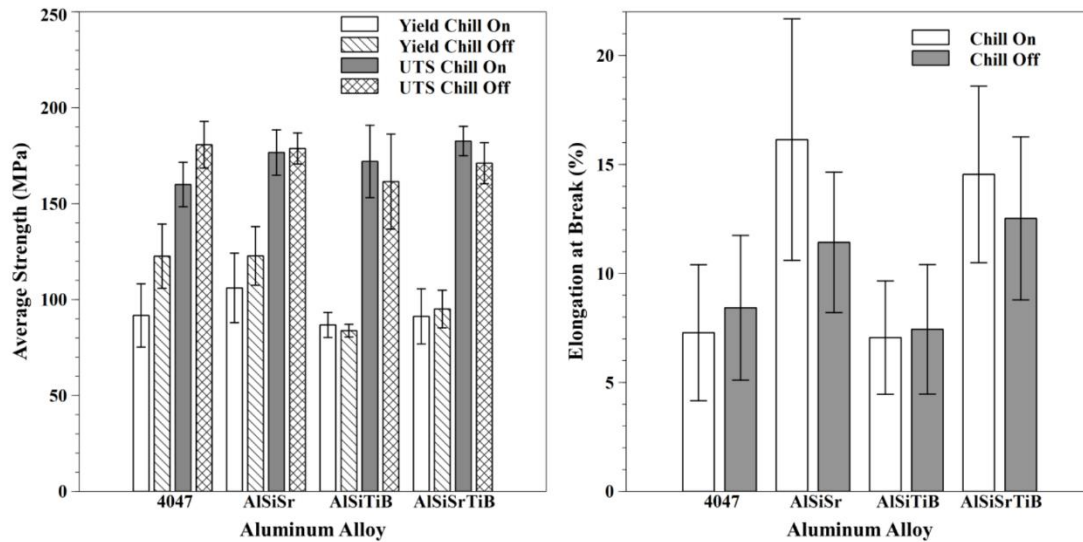 250
200
150
100
50
0
Average Strength (MPa)
Yield Chill On
Yield Chill Off
UTS Chill On
UTS Chill Off
4047 AlSiSr AlSiTiB AlSiSrTiB
Aluminum Alloy
20
15
10
5
0
Elongation at Break (%)
Chill On
Chill Off
4047 AlSiSr AlSiTiB AlSiSrTiB
Aluminum Alloy